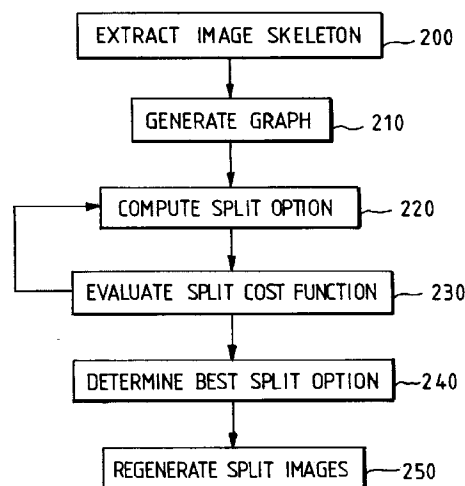 EXTRACT IMAGE SKELETON 200
GENERATE GRAPH 210
COMPUTE SPLIT OPTION 220
EVALUATE SPLIT COST FUNCTION 230
DETERMINE BEST SPLIT OPTION 240
REGENERATE SPLIT IMAGES 250